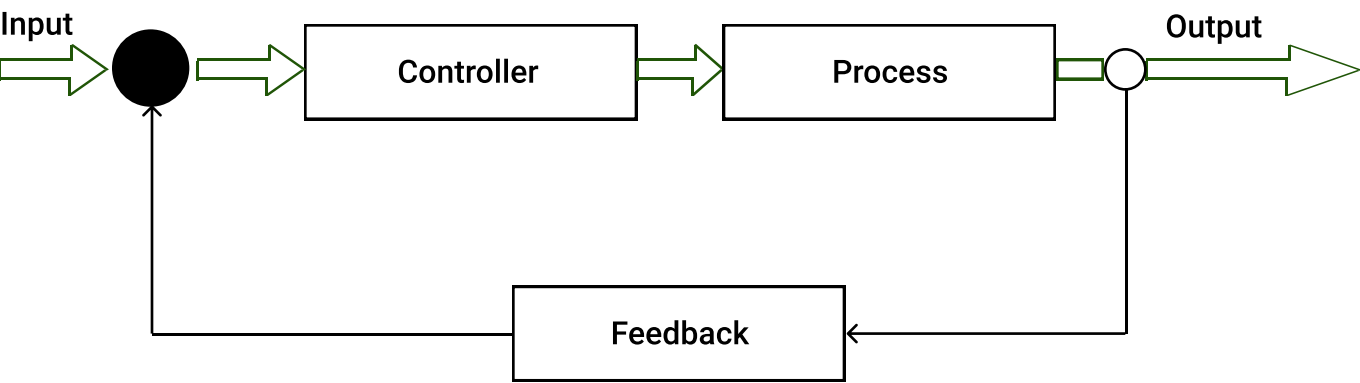 Input
Output
Controller
Process
Feedback